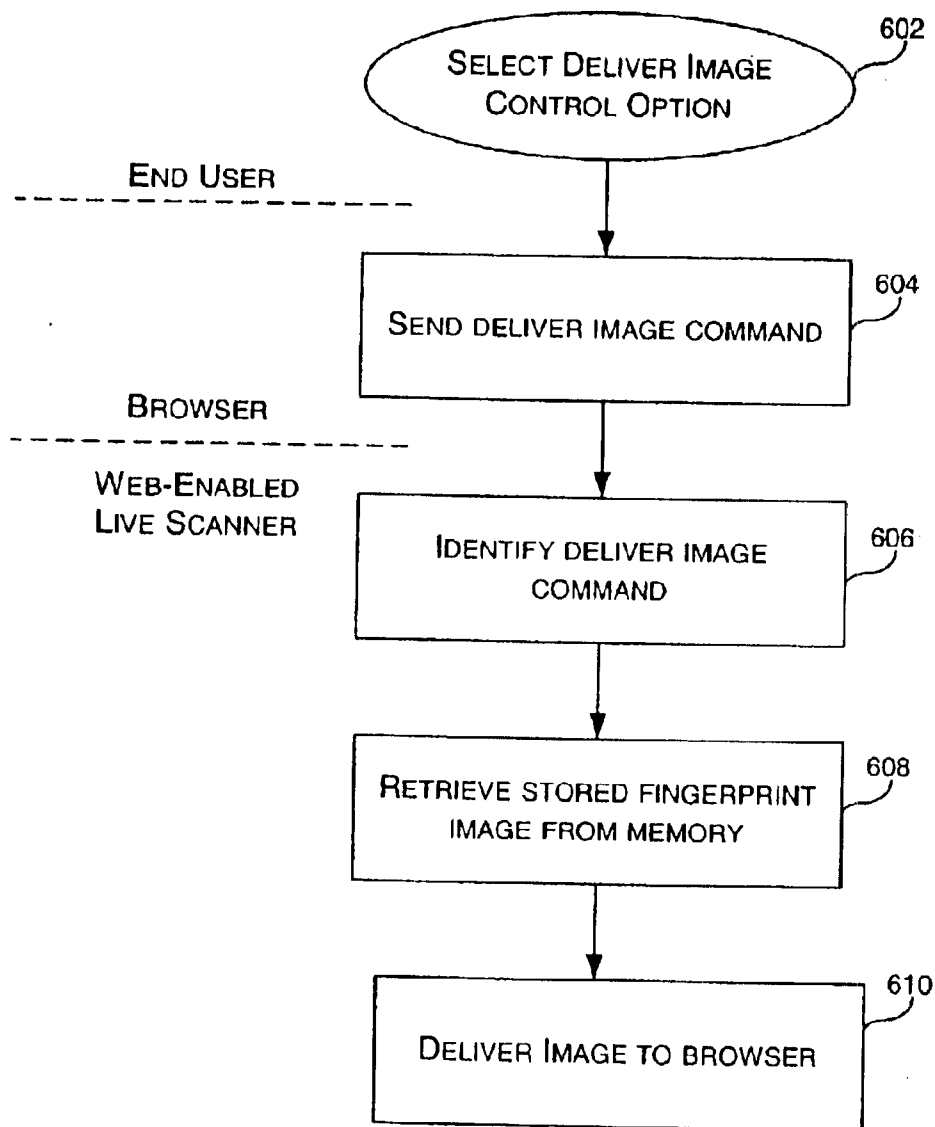 602
SELECT DELIVER IMAGE
CONTROL OPTION
END USER
604
SEND DELIVER IMAGE COMMAND
BROWSER
WEB-ENABLED
LIVE SCANNER
606
IDENTIFY DELIVER IMAGE
COMMAND
608
RETRIEVE STORED FINGERPRINT
IMAGE FROM MEMORY
610
DELIVER IMAGE TO BROWSER